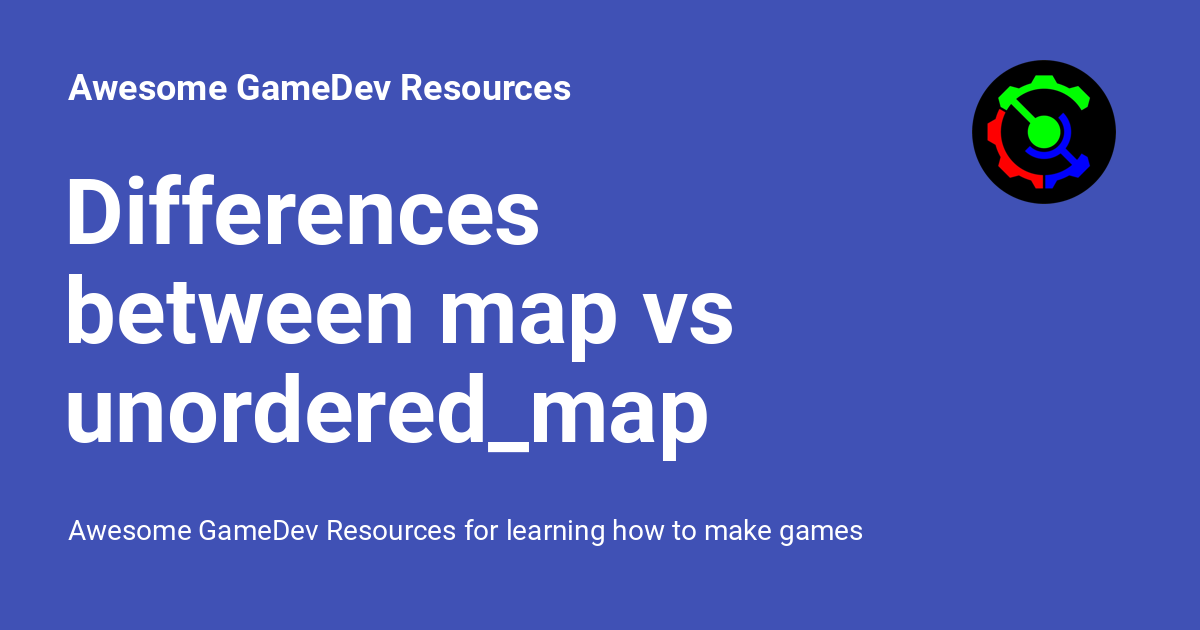 Awesome GameDev Resources
Differences
between map vs
unordered_map
Awesome GameDev Resources for learning how to make games